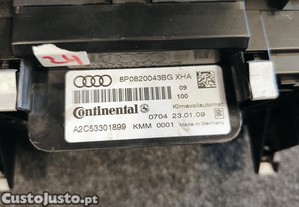 24
8P0820043BG XHA
09
100
Continental
Klimavollautomat
0704 23.01.09
A2C53301899 KMM 0001 Made in Germany
CustoJusto.pt